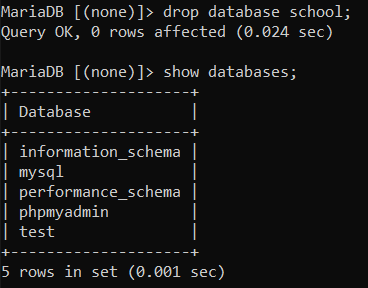 MariaDB [(none)]> drop database school;
Query OK, 0 rows affected (0.024 sec)

MariaDB [(none)]> show databases;
+--------------------+
| Database           |
+--------------------+
| information_schema |
| mysql              |
| performance_schema |
| phpmyadmin         |
| test               |
+--------------------+
5 rows in set (0.001 sec)